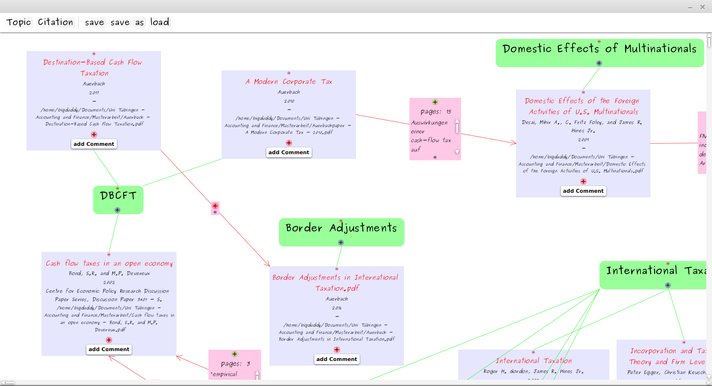 Topic Citation save save as load
Destination-Based Cash Flow
Taxation
Auerbach
2017
-
/home/bigdaddy/Documents/Uni Tübingen -
Accounting and Finance/Masterarbeit/Auerbach -
Destination-Based Cash Flow Taxation.pdf
add Comment
A Modern Corporate Tax
Auerbach
2010
-
/home/bigdaddy/Documents/Uni Tübingen -
Accounting and Finance/Masterarbeit/Auerbachpaper -
A Modern Corporate Tax - 2010.pdf
add Comment
pages: 13
Auswirkungen
einer
cash-flow tax
auf
Domestic Effects of Multinationals
Domestic Effects of the Foreign
Activities of U.S. Multinationals
Desai, Mihir A., C. Fritz Foley, and James R.
Hines Jr.
2009
-
/home/bigdaddy/Documents/Uni Tübingen -
Accounting and Finance/Masterarbeit/Domestic Effects of
the Foreign Activities of U.S. Multinationals.pdf
add Comment
DBCFT
Border Adjustments
Cash flow taxes in an open economy
Bond, S.R. and M.P. Devereux
2002
Centre for Economic Policy Research Discussion
Paper Series, Discussion Paper 3401 - S.
/home/bigdaddy/Documents/Uni Tübingen -
Accounting and Finance/Masterarbeit/Cash flow taxes in
an open economy - Bond, S.R. and M.P.
Devereux.pdf
add Comment
Border Adjustments in International
Taxation.pdf
Auerbach
-
/home/bigdaddy/Documents/Uni Tübingen -
Accounting and Finance/Masterarbeit/Auerbach -
Border Adjustments in International Taxation.pdf
add Comment
pages: 3
"empirical
International Taxa
International Taxation
Roger H. Gordon, James R. Hines Jr.
Incorporation and Ta
Theory and Firm Leve
Peter Egger, Christian Keusch